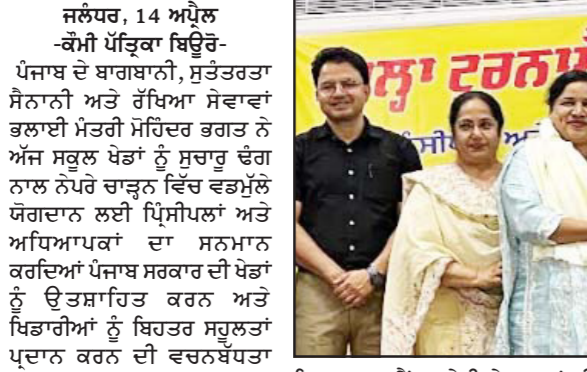 ਜਲੰਧਰ, 14 ਅਪ੍ਰੈਲ
-ਕੌਮੀ ਪੱਤ੍ਰਿਕਾ ਬਿਊਰੋ-
ਪੰਜਾਬ ਦੇ ਬਾਗਬਾਨੀ, ਸੁਤੰਤਰਤਾ
ਸੈਨਾਨੀ ਅਤੇ ਰੱਖਿਆ ਸੇਵਾਵਾਂ
ਭਲਾਈ ਮੰਤਰੀ ਮੋਹਿੰਦਰ ਭਗਤ ਨੇ
ਅੱਜ ਸਕੂਲ ਖੇਡਾਂ ਨੂੰ ਸੁਚਾਰੂ ਢੰਗ
ਨਾਲ ਨੇਪਰੇ ਚਾੜ੍ਹਨ ਵਿੱਚ ਵਡਮੁੱਲੇ
ਯੋਗਦਾਨ ਲਈ ਪ੍ਰਿੰਸੀਪਲਾਂ ਅਤੇ
ਅਧਿਆਪਕਾਂ ਦਾ ਸਨਮਾਨ
ਕਰਦਿਆਂ ਪੰਜਾਬ ਸਰਕਾਰ ਦੀ ਖੇਡਾਂ
ਨੂੰ ਉਤਸ਼ਾਹਿਤ ਕਰਨ ਅਤੇ
ਖਿਡਾਰੀਆਂ ਨੂੰ ਬਿਹਤਰ ਸਹੂਲਤਾਂ
ਪ੍ਰਦਾਨ ਕਰਨ ਦੀ ਵਚਨਬੱਧਤਾ